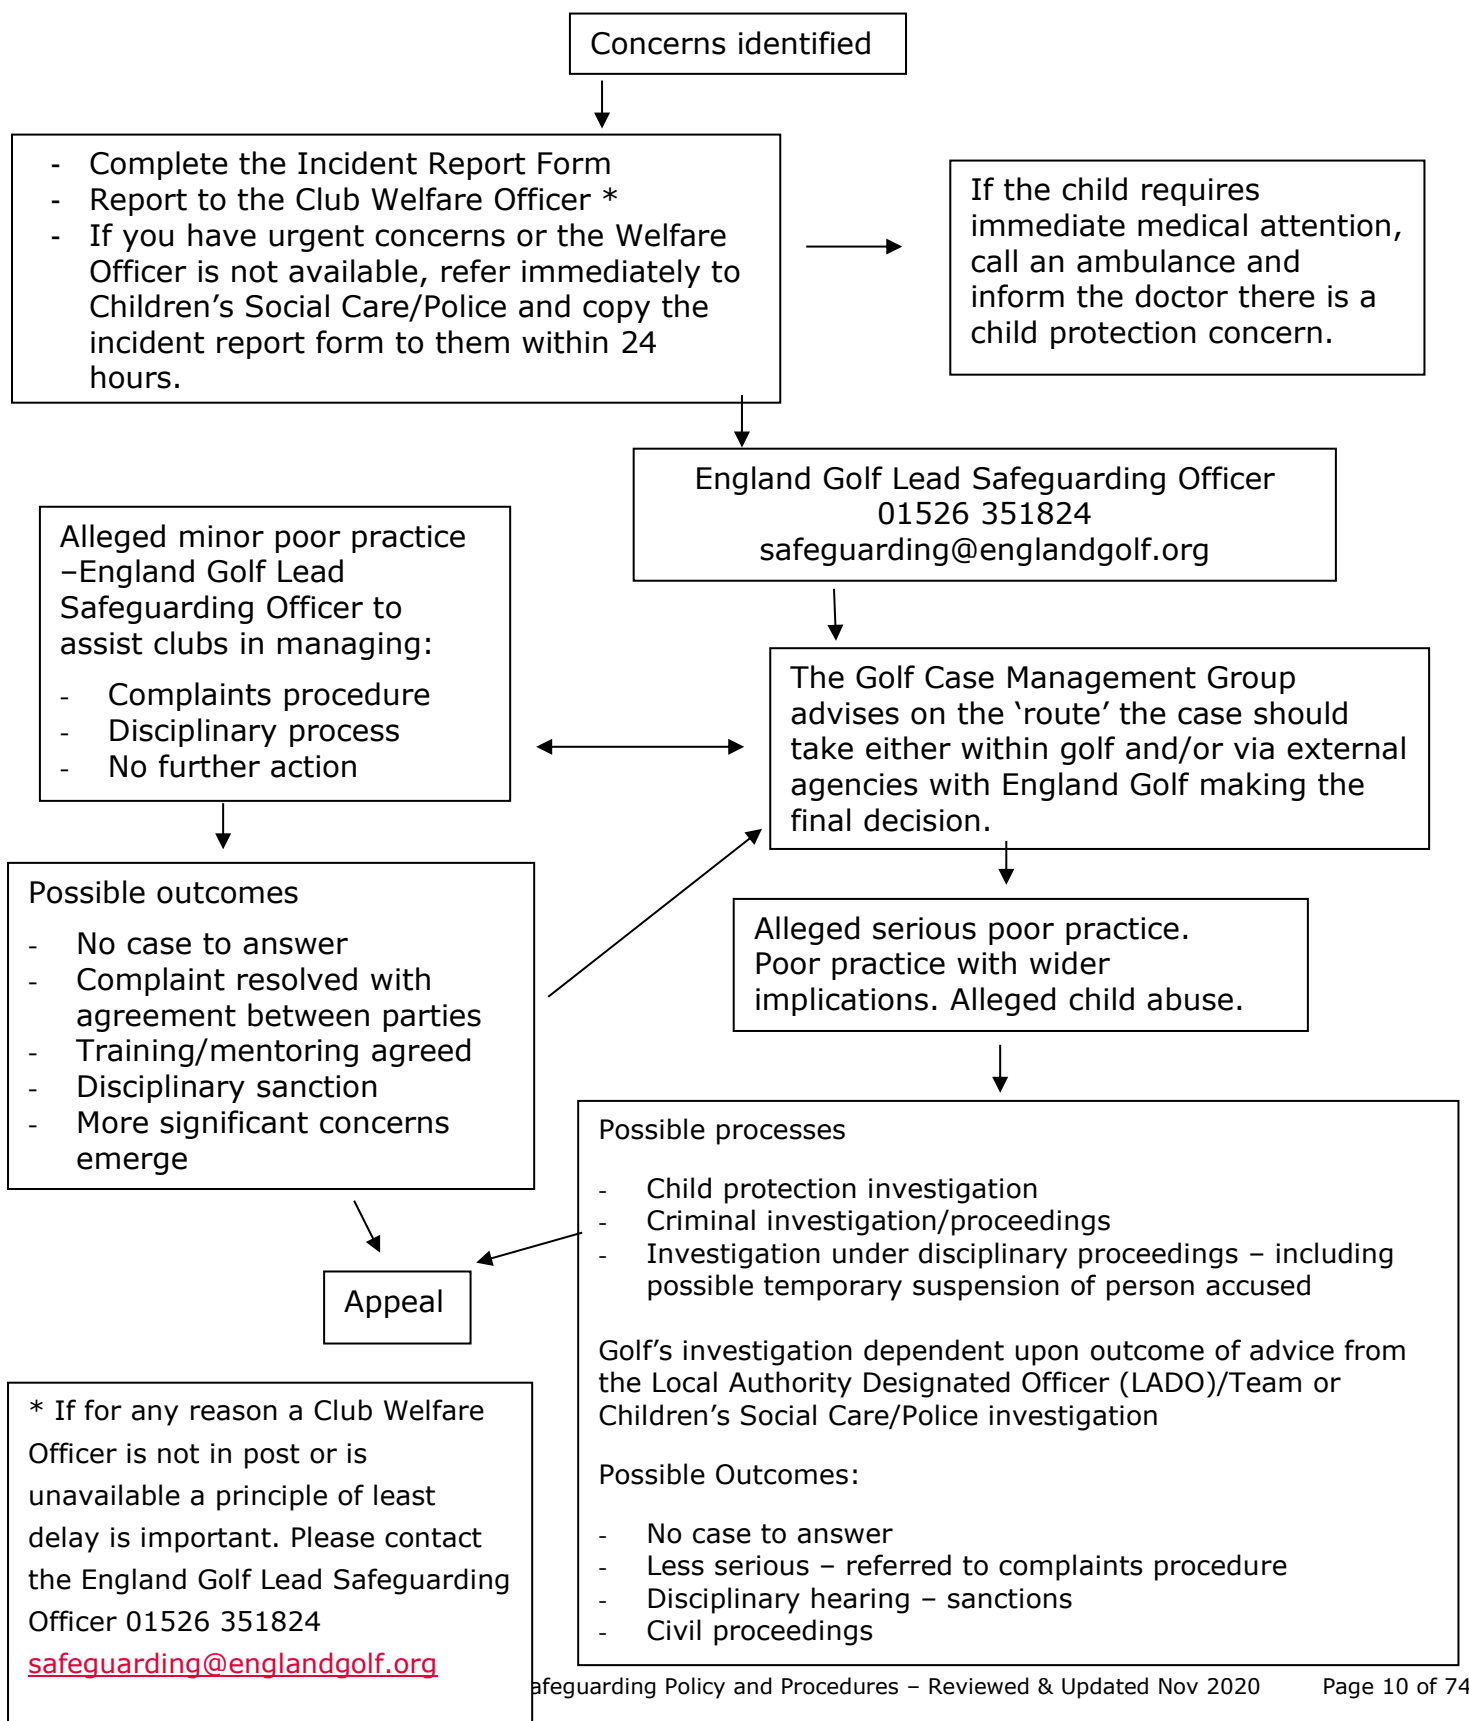 Concerns identified
- Complete the Incident Report Form
- Report to the Club Welfare Officer *
- If you have urgent concerns or the Welfare
Officer is not available, refer immediately to
Children’s Social Care/Police and copy the
incident report form to them within 24
hours.
If the child requires
immediate medical attention,
call an ambulance and
inform the doctor there is a
child protection concern.
England Golf Lead Safeguarding Officer
01526 351824
safeguarding@englandgolf.org
Alleged minor poor practice
–England Golf Lead
Safeguarding Officer to
assist clubs in managing:
- Complaints procedure
- Disciplinary process
- No further action
The Golf Case Management Group
advises on the ‘route’ the case should
take either within golf and/or via external
agencies with England Golf making the
final decision.
Possible outcomes
- No case to answer
- Complaint resolved with
agreement between parties
- Training/mentoring agreed
- Disciplinary sanction
- More significant concerns
emerge
Alleged serious poor practice.
Poor practice with wider
implications. Alleged child abuse.
Possible processes
- Child protection investigation
- Criminal investigation/proceedings
- Investigation under disciplinary proceedings – including
possible temporary suspension of person accused
Golf’s investigation dependent upon outcome of advice from
the Local Authority Designated Officer (LADO)/Team or
Children’s Social Care/Police investigation
Possible Outcomes:
- No case to answer
- Less serious – referred to complaints procedure
- Disciplinary hearing – sanctions
- Civil proceedings
Appeal
* If for any reason a Club Welfare
Officer is not in post or is
unavailable a principle of least
delay is important. Please contact
the England Golf Lead Safeguarding
Officer 01526 351824
safeguarding@englandgolf.org
afeguarding Policy and Procedures – Reviewed & Updated Nov 2020 Page 10 of 74